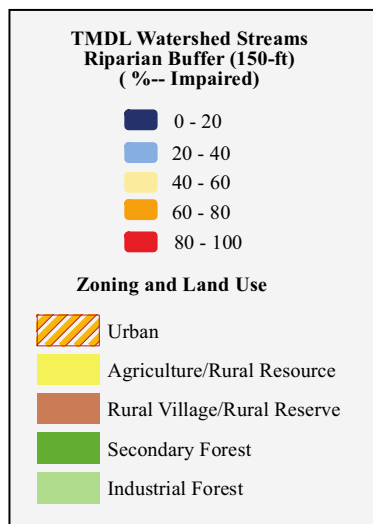 TMDL Watershed Streams
Riparian Buffer (150-ft)
( %-- Impaired)
0 - 20
20 - 40
40 - 60
60 - 80
80 - 100
Zoning and Land Use
Urban
Agriculture/Rural Resource
Rural Village/Rural Reserve
Secondary Forest
Industrial Forest